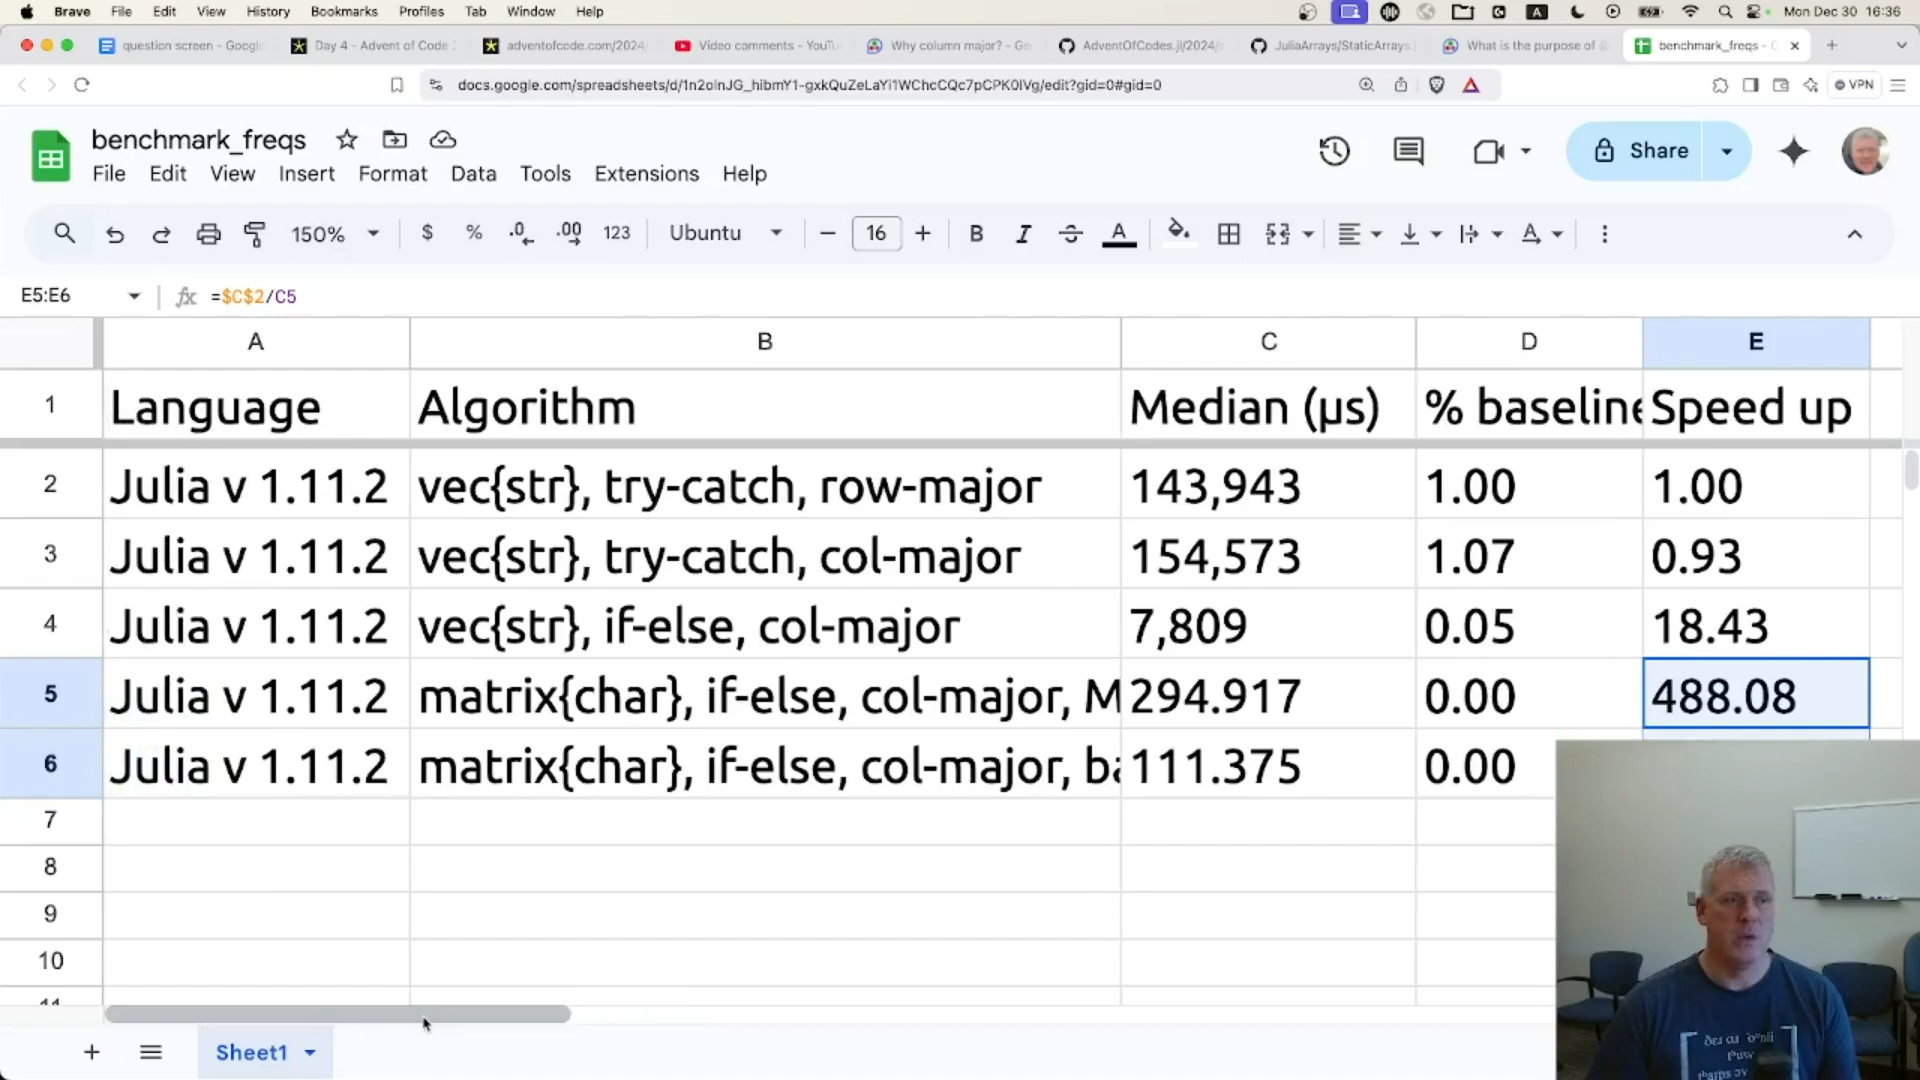 Brave File Edit View History Bookmarks Profiles Tab Window Help A Mon Dec 30 16:36
question screen - Google Day 4 - Advent of Code adventofcode.com/2024/ Video comments - YouTu Why column major? - Ge AdventOfCodes.jl/2024/ JuliaArrays/StaticArrays. What is the purpose of benchmark_freqs -
docs.google.com/spreadsheets/d/1n2olnJG_hibmY1-gxkQuZeLaYi1WChcCQc7pCPK0lVg/edit?gid=0#gid=0 VPN
benchmark_freqs
File Edit View Insert Format Data Tools Extensions Help
Share
150% $ % .0 .00 123 Ubuntu − 16 + B I A
E5:E6 fx =$C$2/C5
A B C D E
1 Language Algorithm Median (µs) % baseline Speed up
2 Julia v 1.11.2 vec{str}, try-catch, row-major 143,943 1.00 1.00
3 Julia v 1.11.2 vec{str}, try-catch, col-major 154,573 1.07 0.93
4 Julia v 1.11.2 vec{str}, if-else, col-major 7,809 0.05 18.43
5 Julia v 1.11.2 matrix{char}, if-else, col-major, M 294.917 0.00 488.08
6 Julia v 1.11.2 matrix{char}, if-else, col-major, ba 111.375 0.00
7
8
9
10
11
Sheet1